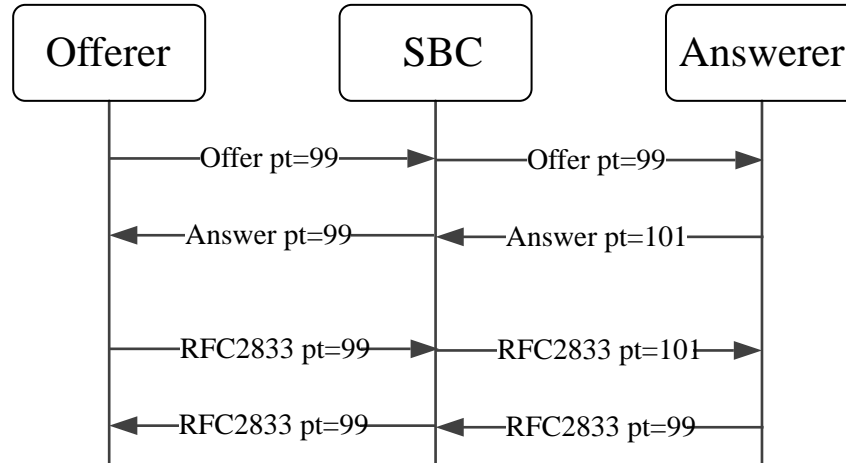 Offerer SBC Answerer
Offer pt=99 Offer pt=99
Answer pt=99 Answer pt=101
RFC2833 pt=99 RFC2833 pt=101
RFC2833 pt=99 RFC2833 pt=99